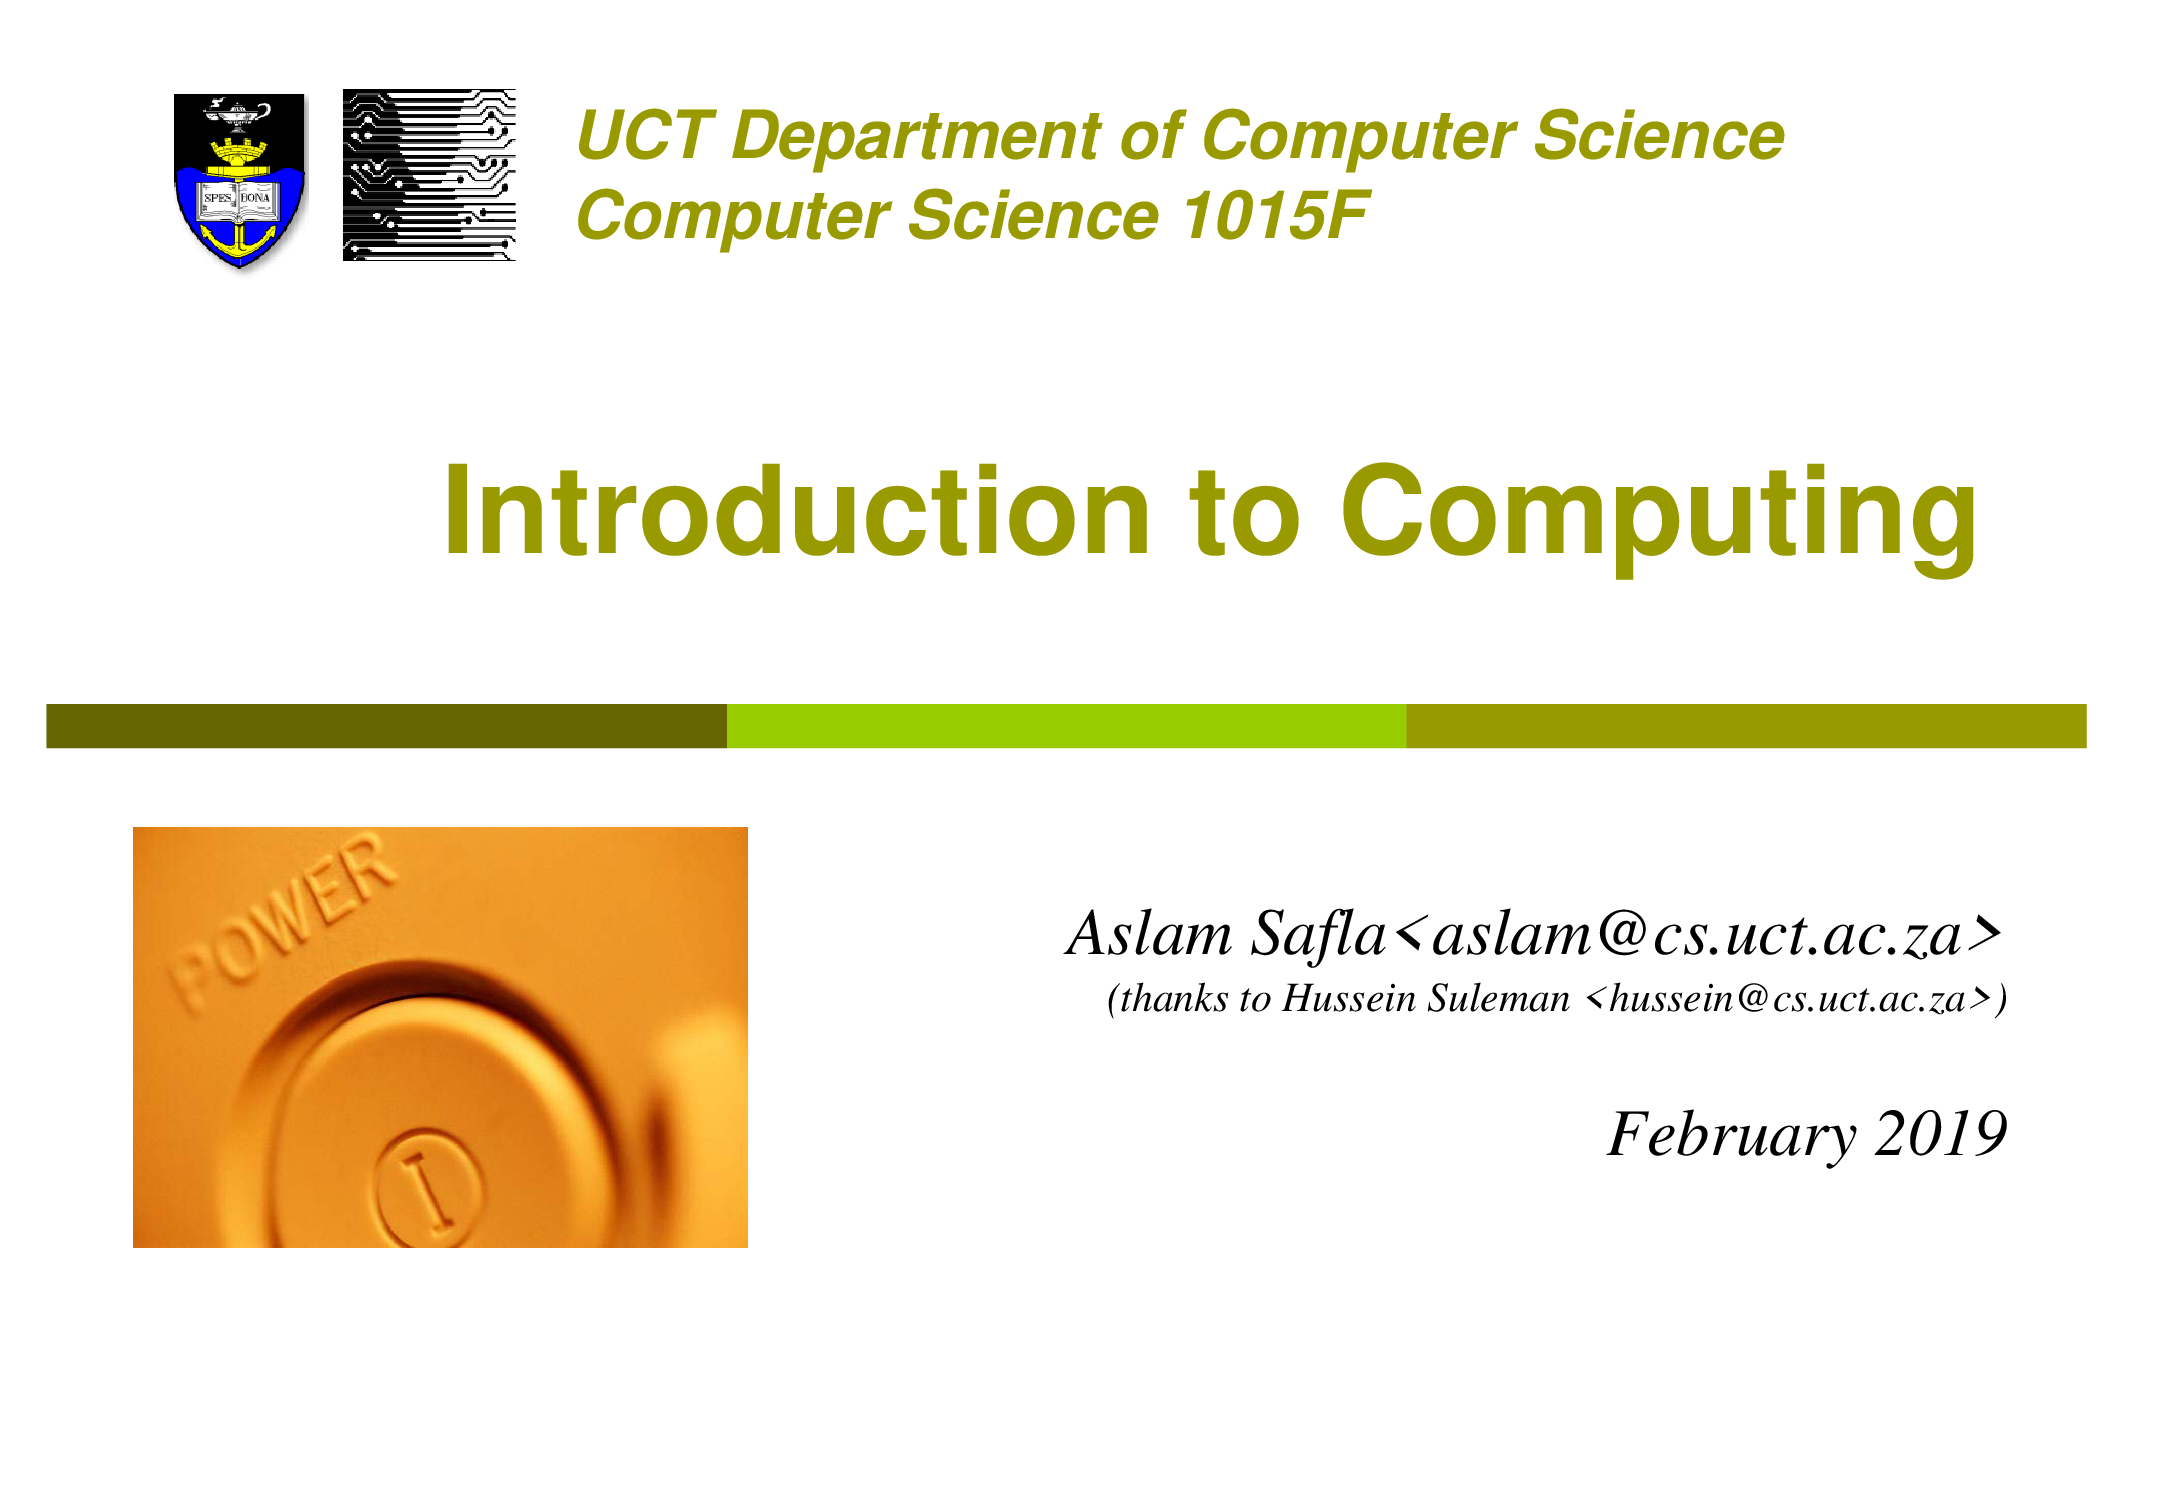 SPES BONA
UCT Department of Computer Science
Computer Science 1015F
Introduction to Computing
POWER
I
Aslam Safla<aslam@cs.uct.ac.za>
(thanks to Hussein Suleman <hussein@cs.uct.ac.za>)
February 2019